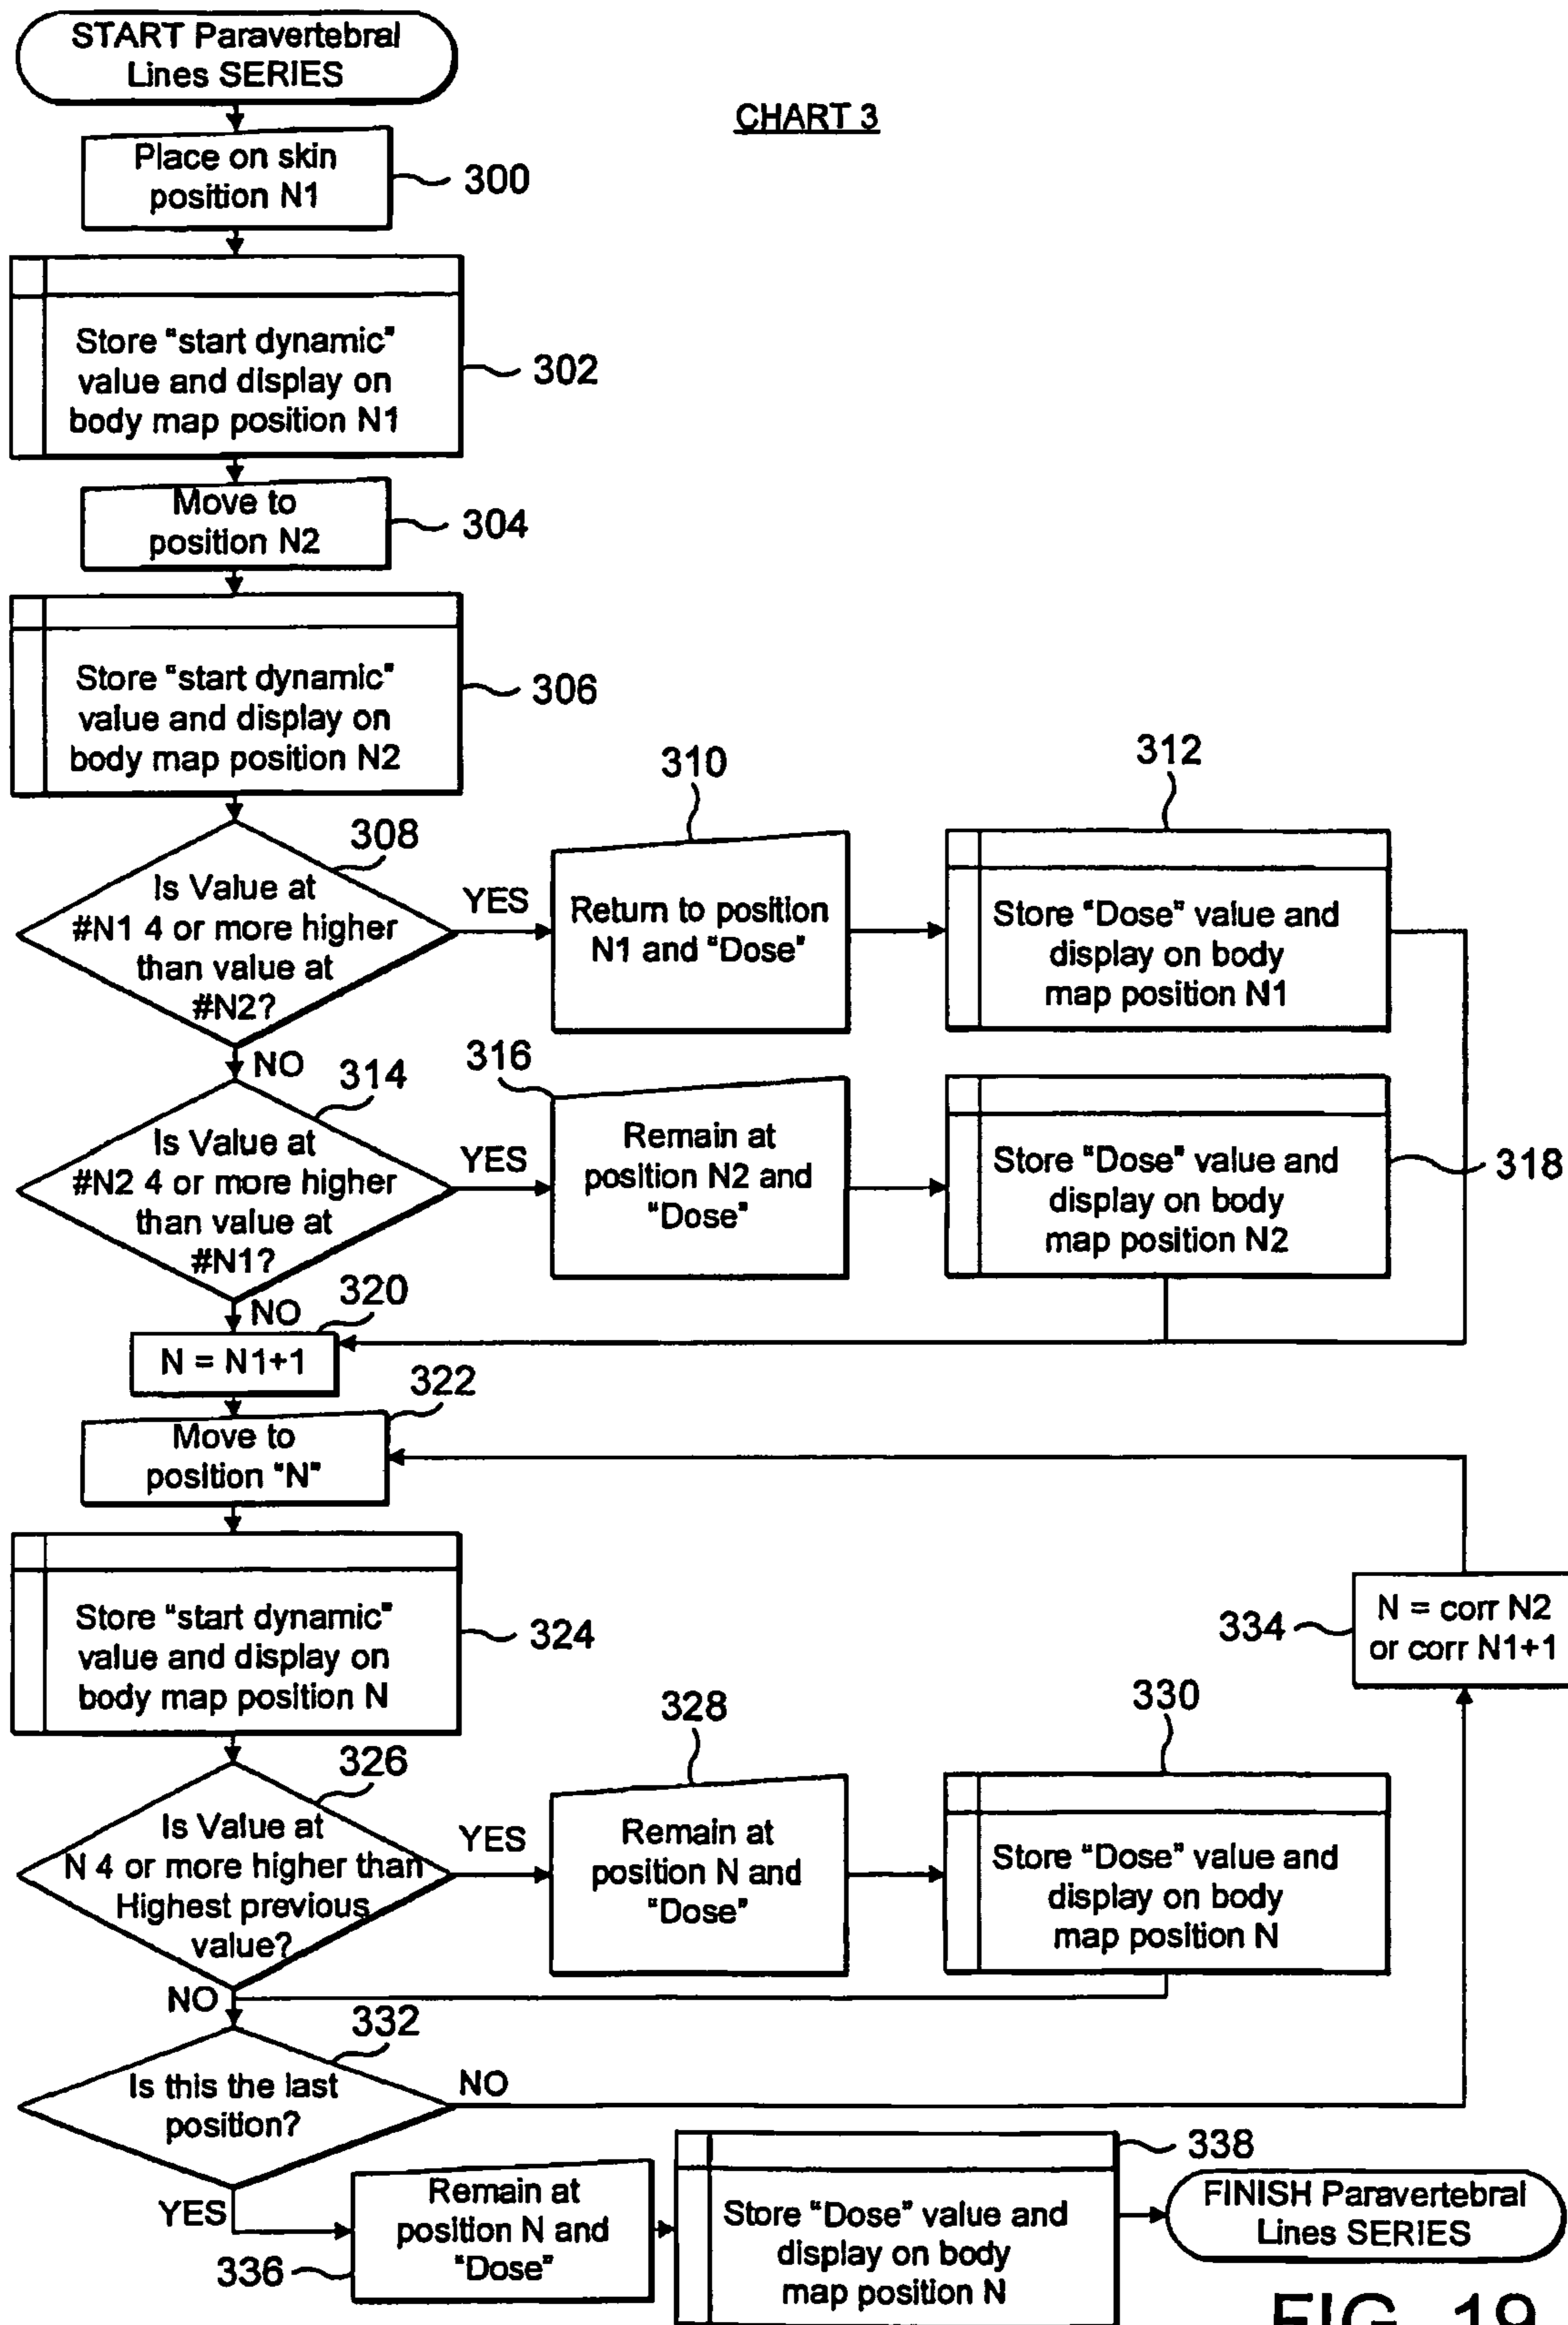 START Paravertebral
Lines SERIES
CHART 3
Place on skin
position N1
300
Store "start dynamic"
value and display on
body map position N1
302
Move to
position N2
304
Store "start dynamic"
value and display on
body map position N2
306
308
Is Value at
#N1 4 or more higher
than value at
#N2?
YES
310
Return to position
N1 and "Dose"
312
Store "Dose" value and
display on body
map position N1
NO
314
Is Value at
#N2 4 or more higher
than value at
#N1?
YES
316
Remain at
position N2 and
"Dose"
Store "Dose" value and
display on body
map position N2
318
NO
320
N = N1+1
322
Move to
position "N"
Store "start dynamic"
value and display on
body map position N
324
334
N = corr N2
or corr N1+1
326
Is Value at
N 4 or more higher than
Highest previous
value?
YES
328
Remain at
position N and
"Dose"
330
Store "Dose" value and
display on body
map position N
NO
332
Is this the last
position?
NO
YES
336
Remain at
position N and
"Dose"
338
Store "Dose" value and
display on body
map position N
FINISH Paravertebral
Lines SERIES
FIG. 19